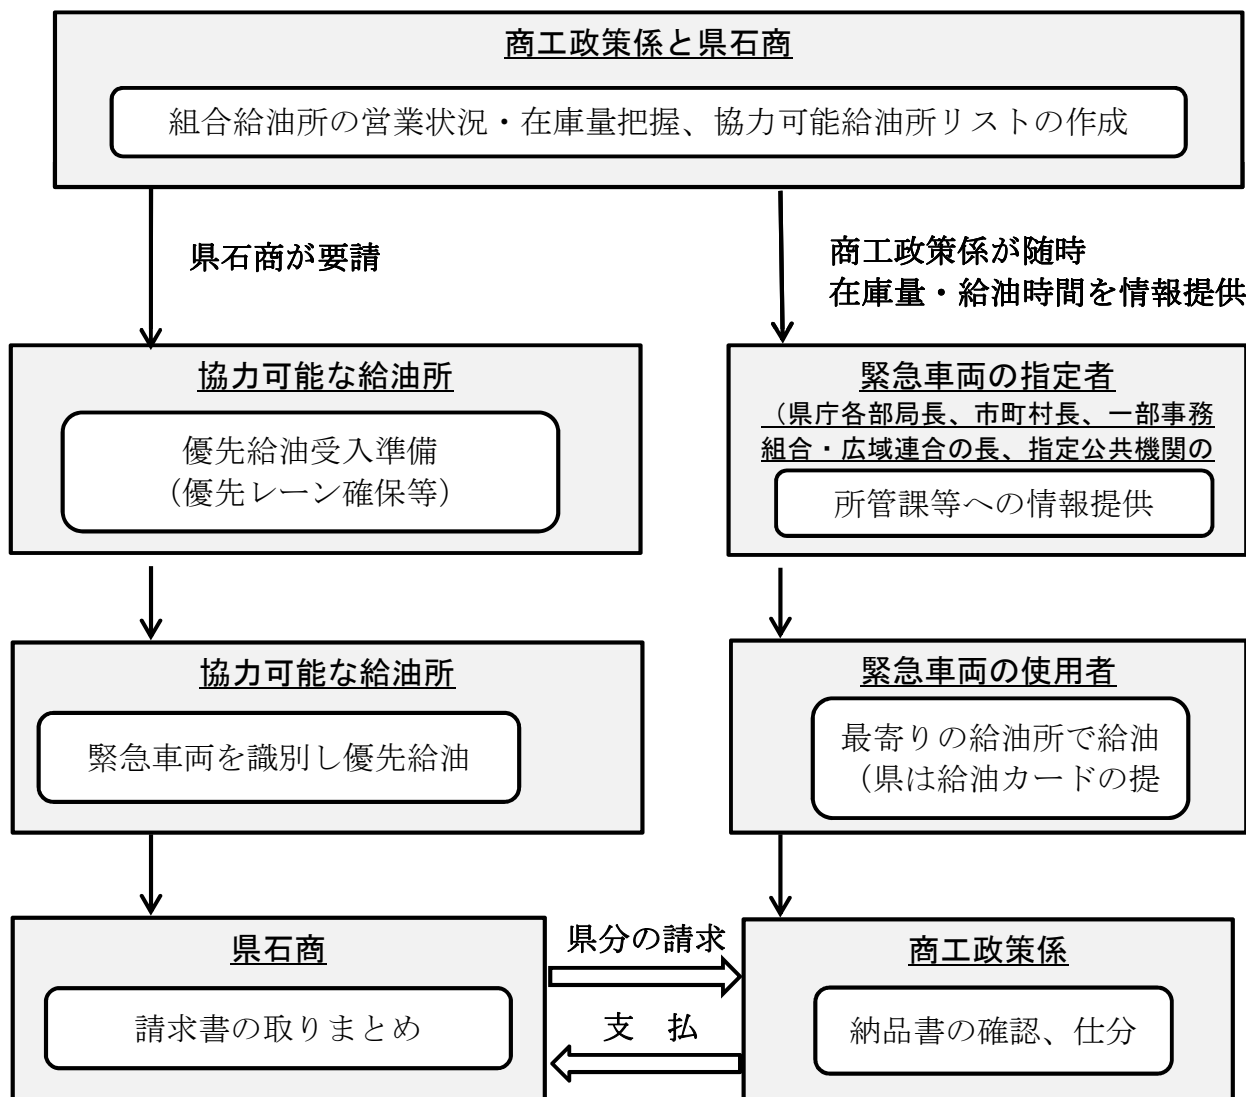 商工政策係と県石商
組合給油所の営業状況・在庫量把握、協力可能給油所リストの作成
県石商が要請
商工政策係が随時
在庫量・給油時間を情報提供
協力可能な給油所
優先給油受入準備
（優先レーン確保等）
緊急車両の指定者
（県庁各部局長、市町村長、一部事務
組合・広域連合の長、指定公共機関の
所管課等への情報提供
協力可能な給油所
緊急車両を識別し優先給油
緊急車両の使用者
最寄りの給油所で給油
（県は給油カードの提
県石商
請求書の取りまとめ
県分の請求
支　払
商工政策係
納品書の確認、仕分